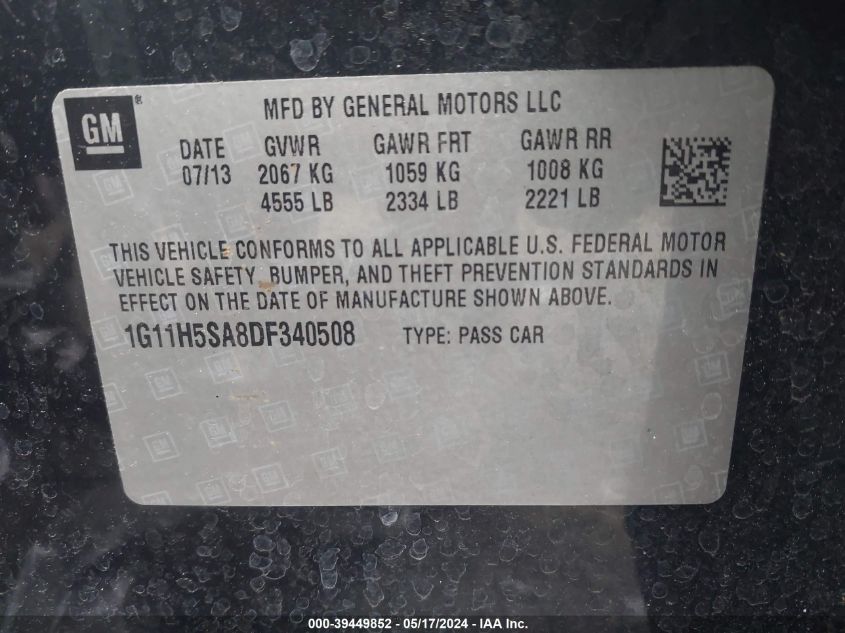 GM ®
MFD BY GENERAL MOTORS LLC
DATE GVWR GAWR FRT GAWR RR
07/13 2067 KG 1059 KG 1008 KG
4555 LB 2334 LB 2221 LB
THIS VEHICLE CONFORMS TO ALL APPLICABLE U.S. FEDERAL MOTOR
VEHICLE SAFETY, BUMPER, AND THEFT PREVENTION STANDARDS IN
EFFECT ON THE DATE OF MANUFACTURE SHOWN ABOVE.
1G11H5SA8DF340508 TYPE: PASS CAR
000-39449852 - 05/17/2024 - IAA Inc.